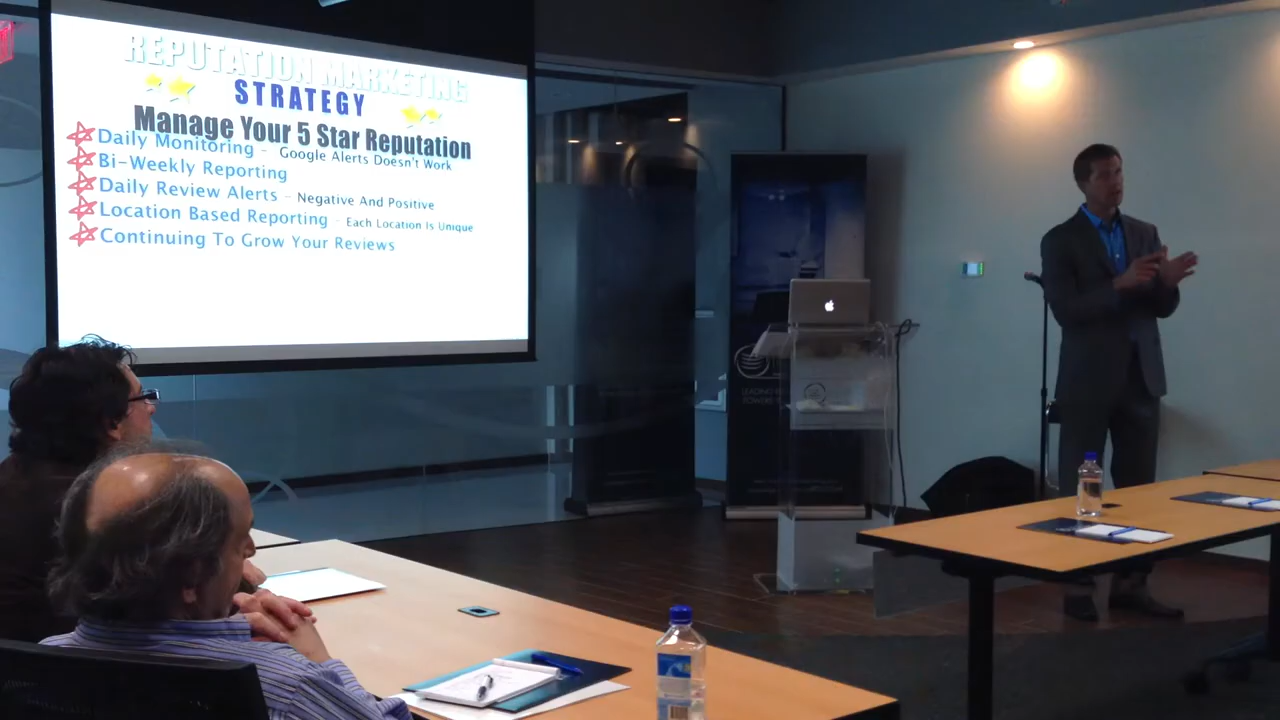 REPUTATION MARKETING
STRATEGY
Manage Your 5 Star Reputation
Daily Monitoring - Google Alerts Doesn't Work
Bi-Weekly Reporting
Daily Review Alerts - Negative And Positive
Location Based Reporting - Each Location Is Unique
Continuing To Grow Your Reviews